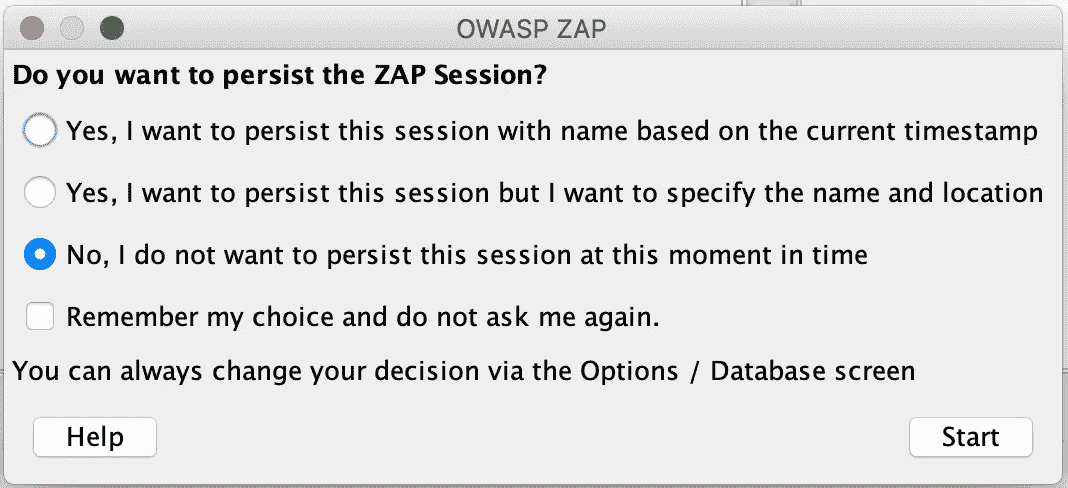 OWASP ZAP
Do you want to persist the ZAP Session?
Yes, I want to persist this session with name based on the current timestamp
Yes, I want to persist this session but I want to specify the name and location
No, I do not want to persist this session at this moment in time
Remember my choice and do not ask me again.
You can always change your decision via the Options / Database screen
Help
Start